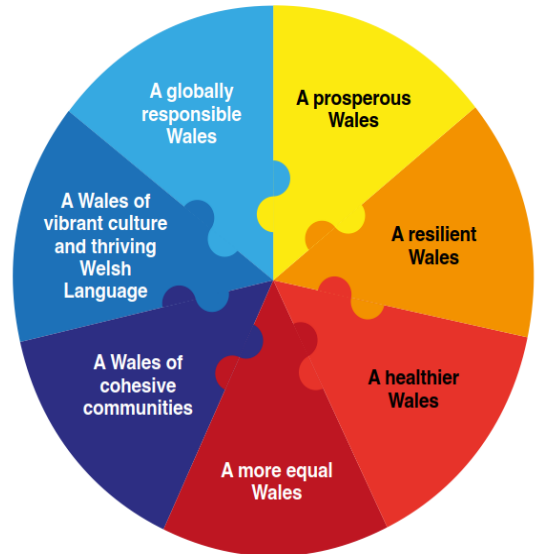 A globally
responsible
Wales
A prosperous
Wales
A Wales of
vibrant culture
and thriving
Welsh
Language
A resilient
Wales
A Wales of
cohesive
communities
A healthier
Wales
A more equal
Wales